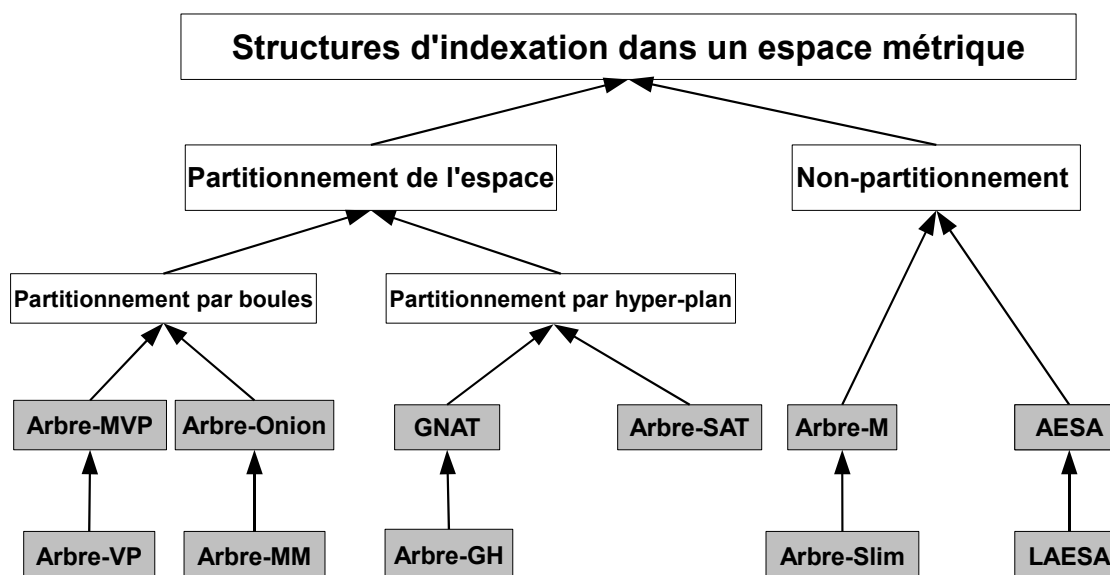 Structures d'indexation dans un espace métrique
Partitionnement de l'espace
Non-partitionnement
Partitionnement par boules
Partitionnement par hyper-plan
Arbre-MVP
Arbre-Onion
GNAT
Arbre-SAT
Arbre-M
AESA
Arbre-VP
Arbre-MM
Arbre-GH
Arbre-Slim
LAESA